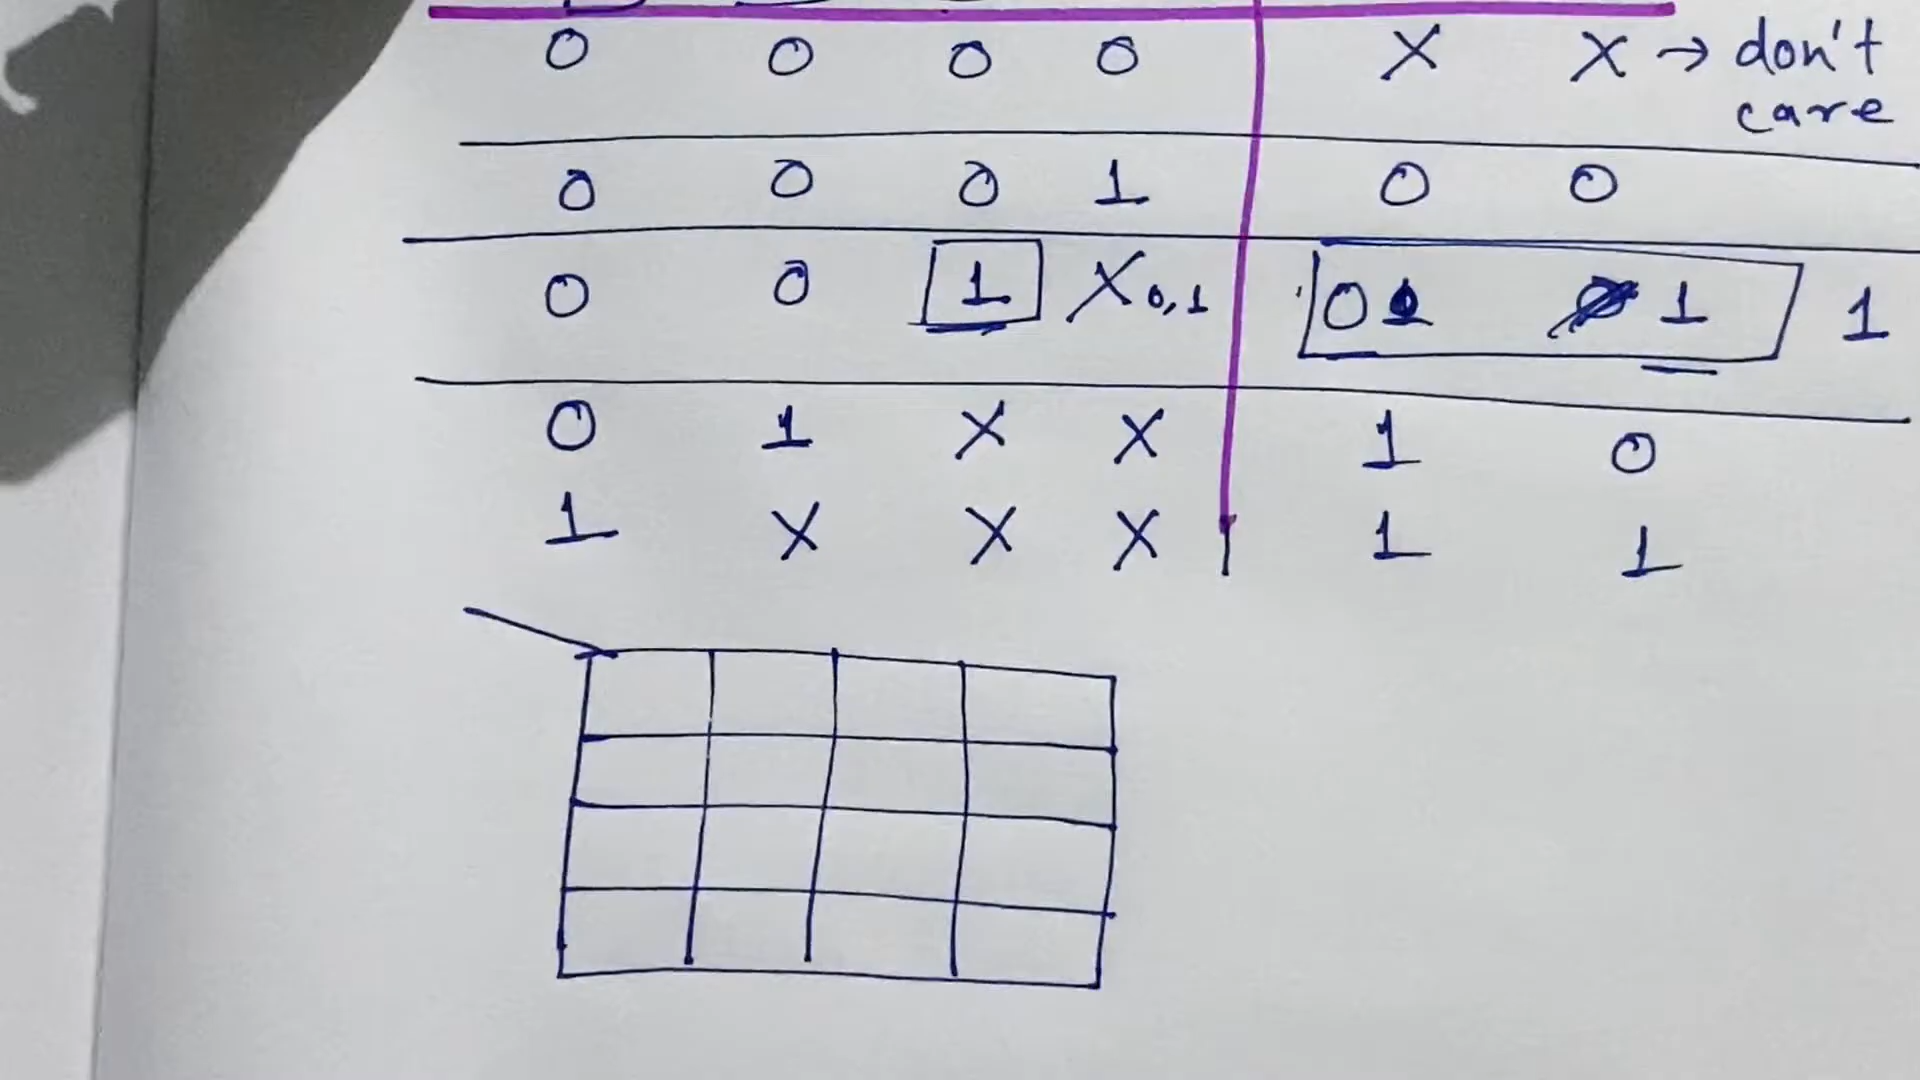 0 0 0 0 X X → don't
care
0 0 0 1 0 0
0 0 1 X 0,1 0 1 1
0 1 X X 1 0
1 X X X 1 1